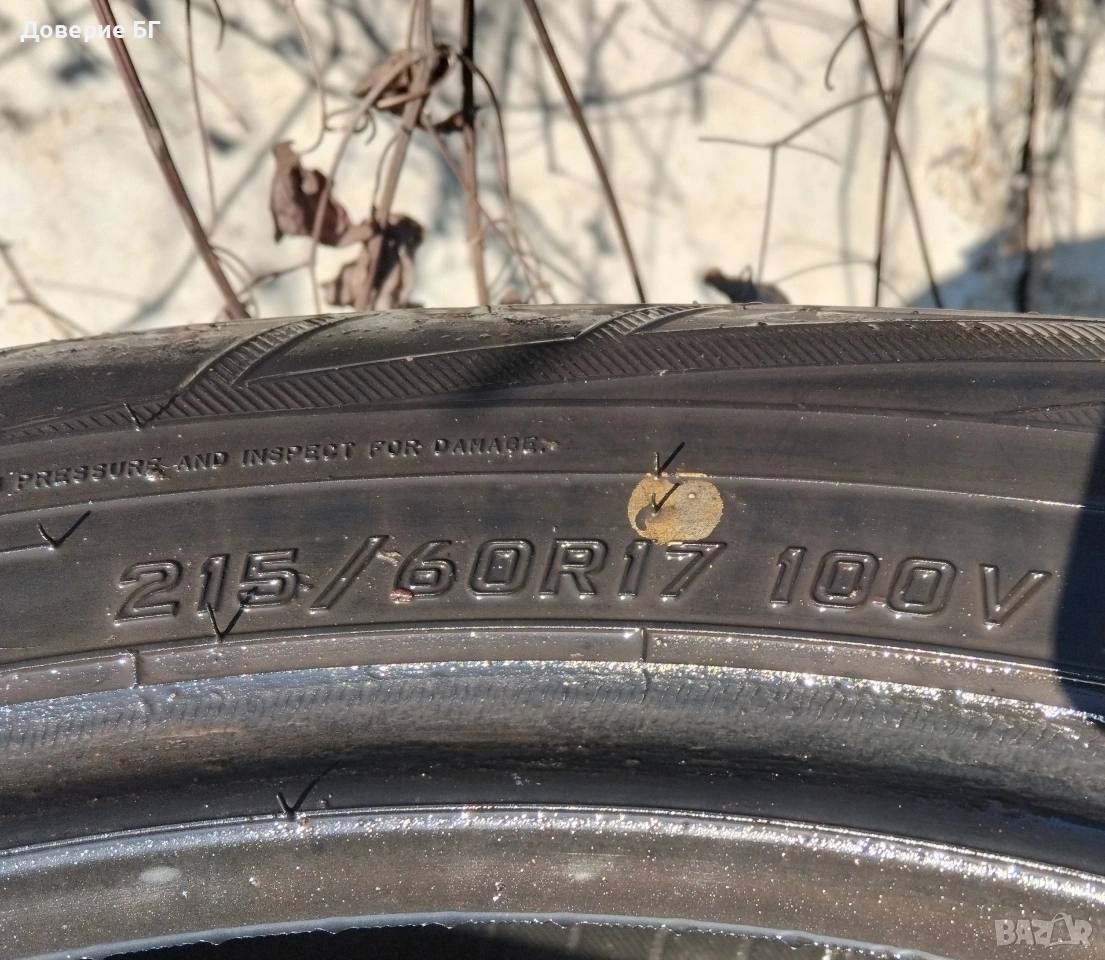 Доверие БГ
PRESSURE AND INSPECT FOR DAMAGE.
215/60R17 100V
BAZAR